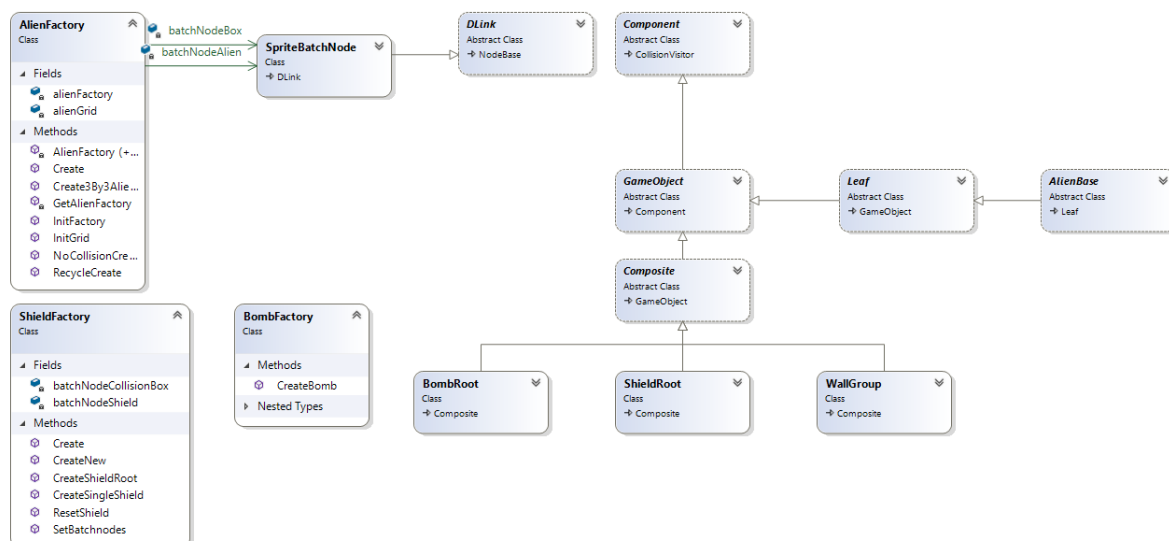 AlienFactory
Class
Fields
alienFactory
alienGrid
Methods
AlienFactory (+...
Create
Create3By3Alie...
GetAlienFactory
InitFactory
InitGrid
NoCollisionCre...
RecycleCreate
batchNodeBox
batchNodeAlien
SpriteBatchNode
Class
DLink
DLink
Abstract Class
NodeBase
Component
Abstract Class
CollisionVisitor
GameObject
Abstract Class
Component
Leaf
Abstract Class
GameObject
AlienBase
Abstract Class
Leaf
Composite
Abstract Class
GameObject
ShieldFactory
Class
Fields
batchNodeCollisionBox
batchNodeShield
Methods
Create
CreateNew
CreateShieldRoot
CreateSingleShield
ResetShield
SetBatchnodes
BombFactory
Class
Methods
CreateBomb
Nested Types
BombRoot
Class
Composite
ShieldRoot
Class
Composite
WallGroup
Class
Composite